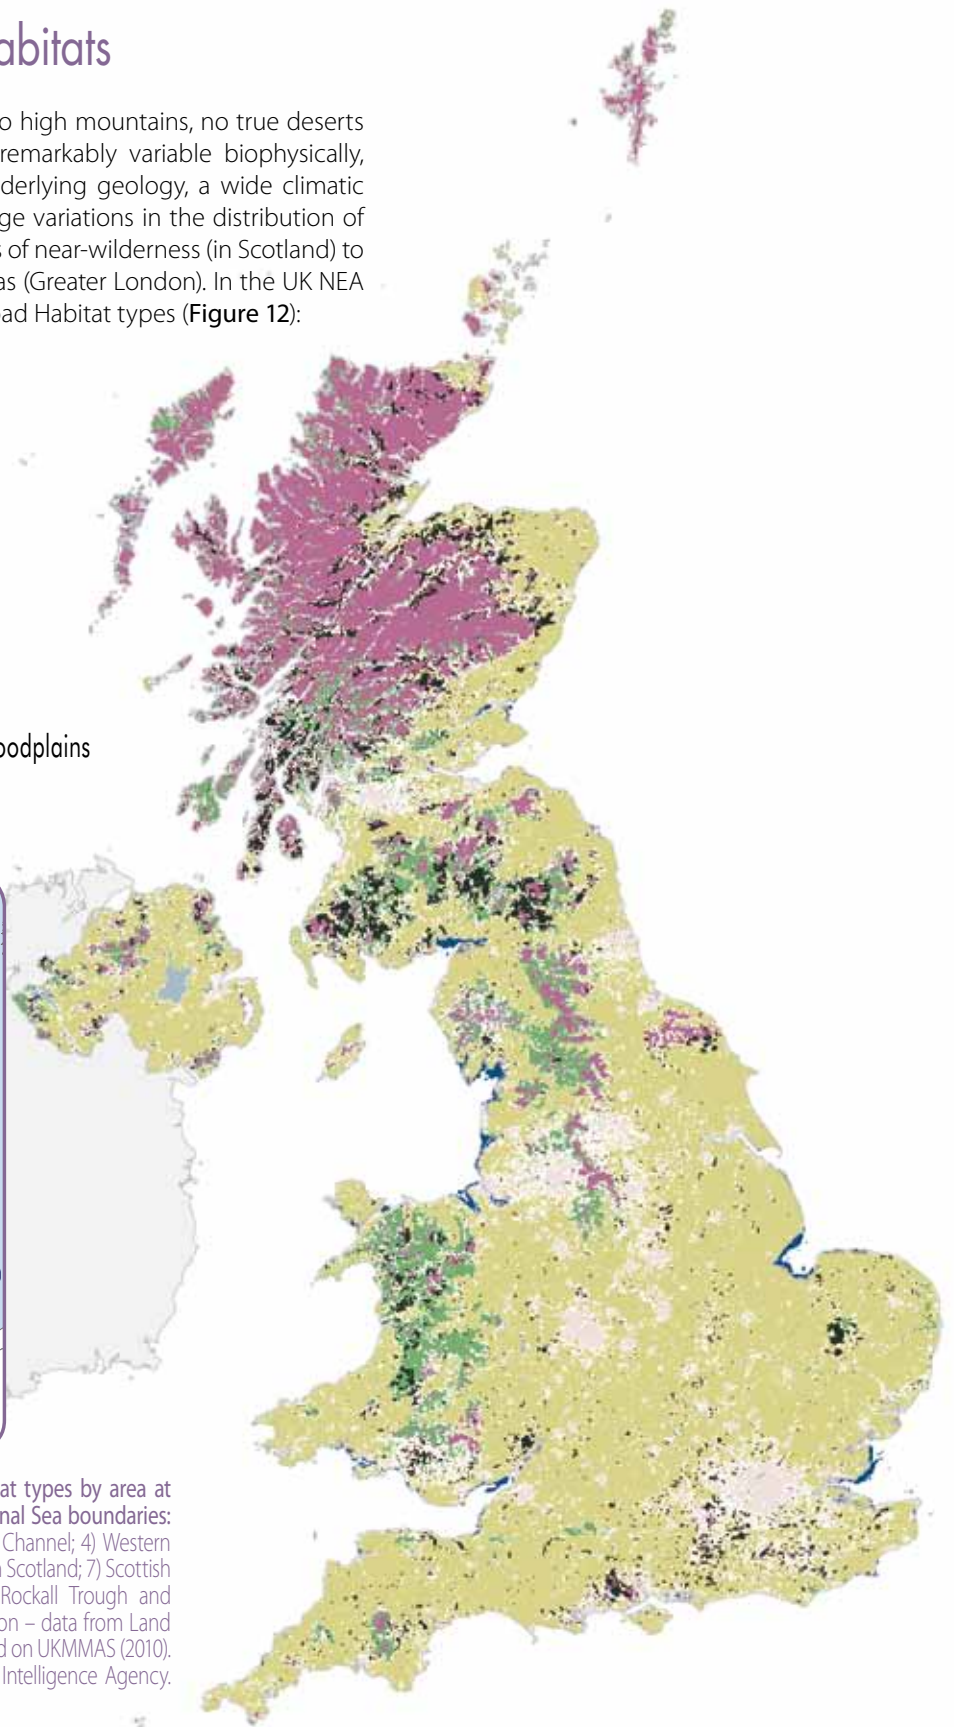 abitats
o high mountains, no true deserts
remarkably variable biophysically,
derlying geology, a wide climatic
ge variations in the distribution of
s of near-wilderness (in Scotland) to
as (Greater London). In the UK NEA
oad Habitat types (Figure 12):
oodplains
at types by area at
nal Sea boundaries:
Channel; 4) Western
Scotland; 7) Scottish
Rockall Trough and
on – data from Land
d on UKMMAS (2010).
Intelligence Agency.